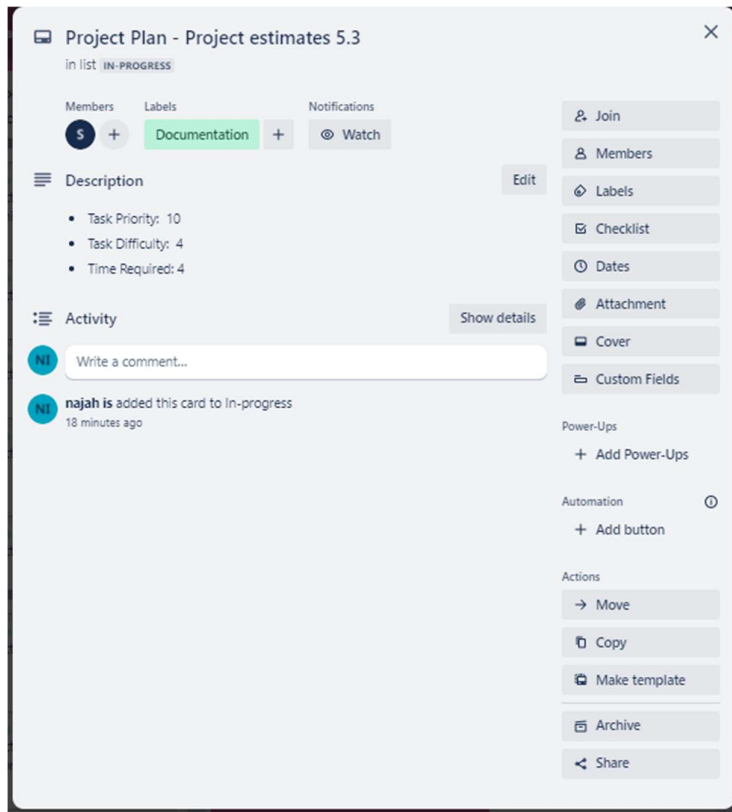 Project Plan - Project estimates 5.3
in list IN-PROGRESS
Members
Labels
Notifications
S
Documentation
Watch
Description
Edit
Task Priority: 10
Task Difficulty: 4
Time Required: 4
Activity
Show details
NI
Write a comment...
NI
najah is added this card to In-progress
18 minutes ago
Join
Members
Labels
Checklist
Dates
Attachment
Cover
Custom Fields
Power-Ups
+ Add Power-Ups
Automation
+ Add button
Actions
Move
Copy
Make template
Archive
Share